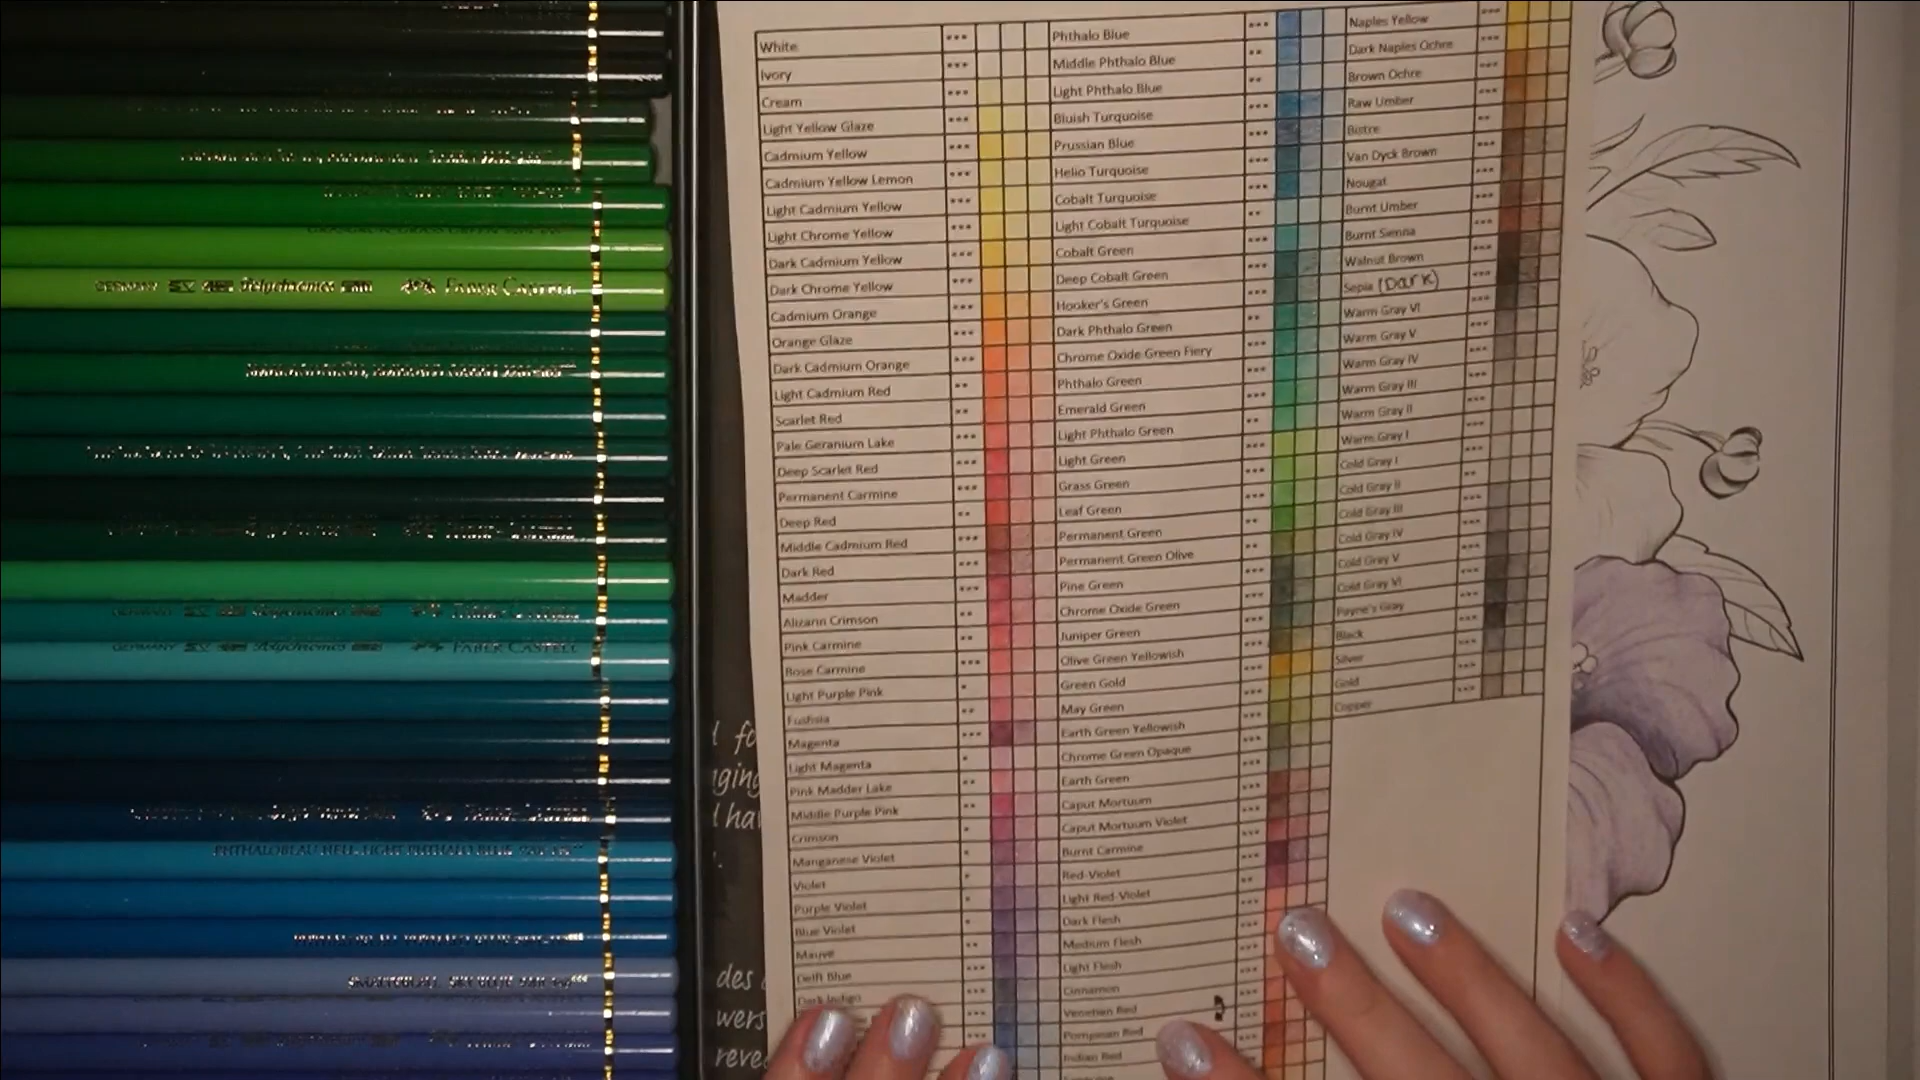 White
Ivory
Cream
Light Yellow Glaze
Cadmium Yellow
Cadmium Yellow Lemon
Light Cadmium Yellow
Light Chrome Yellow
Dark Cadmium Yellow
Dark Chrome Yellow
Cadmium Orange
Orange Glaze
Dark Cadmium Orange
Light Cadmium Red
Scarlet Red
Pale Geranium Lake
Deep Scarlet Red
Permanent Carmine
Deep Red
Middle Cadmium Red
Dark Red
Madder
Alizarin Crimson
Pink Carmine
Rose Carmine
Light Purple Pink
Fushsia
Magenta
Light Magenta
Pink Madder Lake
Middle Purple Pink
Crimson
Manganese Violet
Violet
Purple Violet
Blue Violet
Mauve
Delft Blue
Dark Indigo
Phthalo Blue
Middle Phthalo Blue
Light Phthalo Blue
Bluish Turquoise
Prussian Blue
Helio Turquoise
Cobalt Turquoise
Light Cobalt Turquoise
Cobalt Green
Deep Cobalt Green
Hooker's Green
Dark Phthalo Green
Chrome Oxide Green Fiery
Phthalo Green
Emerald Green
Light Phthalo Green
Light Green
Grass Green
Leaf Green
Permanent Green
Permanent Green Olive
Pine Green
Chrome Oxide Green
Juniper Green
Olive Green Yellowish
Green Gold
May Green
Earth Green Yellowish
Chrome Green Opaque
Earth Green
Caput Mortuum
Caput Mortuum Violet
Burnt Carmine
Red-Violet
Light Red-Violet
Dark Flesh
Medium Flesh
Light Flesh
Cinnamon
Venetian Red
Pompeian Red
Indian Red
Naples Yellow
Dark Naples Ochre
Brown Ochre
Raw Umber
Bistre
Van Dyck Brown
Nougat
Burnt Umber
Burnt Sienna
Walnut Brown
Sepia (Dark)
Warm Gray VI
Warm Gray V
Warm Gray IV
Warm Gray III
Warm Gray II
Warm Gray I
Cold Gray I
Cold Gray II
Cold Gray III
Cold Gray IV
Cold Gray V
Cold Gray VI
Payne's Gray
Black
Silver
Gold
Copper
GERMANY Polychromos FABER-CASTELL
GERMANY Polychromos FABER-CASTELL
des
wers